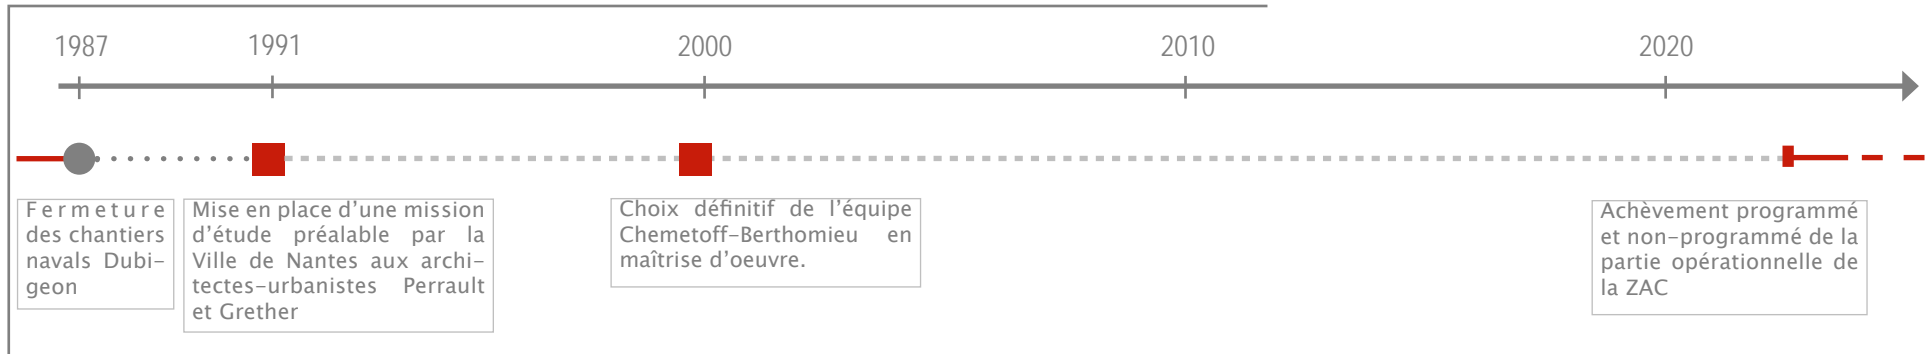 1987
1991
2000
2010
2020
Fermeture
des chantiers
navals Dubi-
geon
Mise en place d’une mission
d’étude préalable par la
Ville de Nantes aux archi-
tectes-urbanistes Perrault
et Grether
Choix définitif de l’équipe
Chemetoff-Berthomieu en
maîtrise d’oeuvre.
Achèvement programmé
et non-programmé de la
partie opérationnelle de
la ZAC